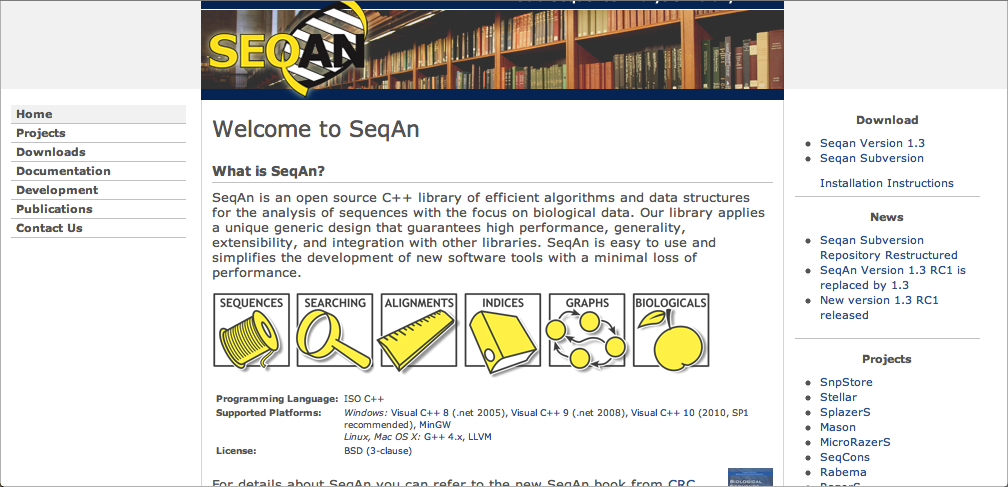 SEQAN
Home
Projects
Downloads
Documentation
Development
Publications
Contact Us
Welcome to SeqAn
What is SeqAn?
SeqAn is an open source C++ library of efficient algorithms and data structures
for the analysis of sequences with the focus on biological data. Our library applies
a unique generic design that guarantees high performance, generality,
extensibility, and integration with other libraries. SeqAn is easy to use and
simplifies the development of new software tools with a minimal loss of
performance.
SEQUENCES SEARCHING ALIGNMENTS INDICES GRAPHS BIOLOGICALS
Programming Language: ISO C++
Supported Platforms: Windows: Visual C++ 8 (.net 2005), Visual C++ 9 (.net 2008), Visual C++ 10 (2010, SP1
recommended), MinGW
Linux, Mac OS X: G++ 4.x, LLVM
License: BSD (3-clause)
For details about SeqAn you can refer to the new SeqAn book from CRC
Download
Seqan Version 1.3
Seqan Subversion
Installation Instructions
News
Seqan Subversion
Repository Restructured
SeqAn Version 1.3 RC1 is
replaced by 1.3
New version 1.3 RC1
released
Projects
SnpStore
Stellar
SplazerS
Mason
MicroRazerS
SeqCons
Rabema
RazerS